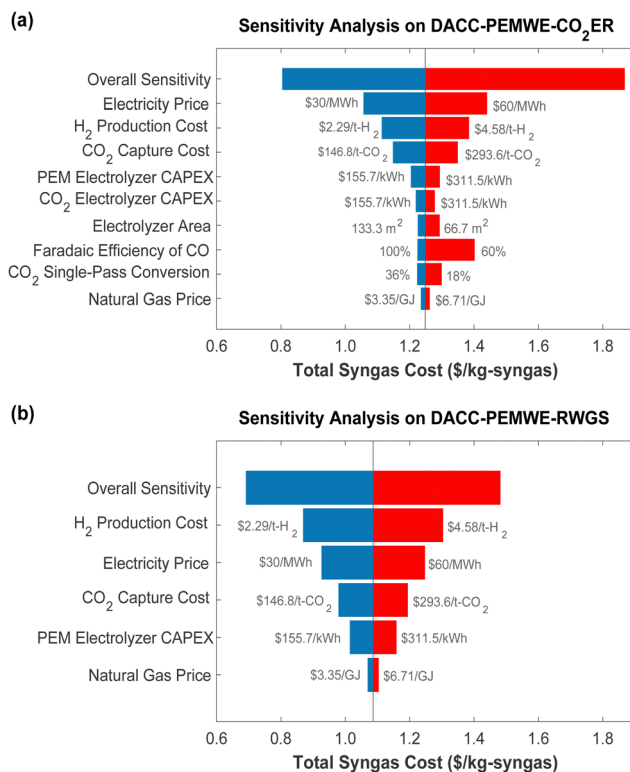 (a)
Sensitivity Analysis on DACC-PEMWE-CO₂ER
Overall Sensitivity
Electricity Price $30/MWh $60/MWh
H₂ Production Cost $2.29/t-H₂ $4.58/t-H₂
CO₂ Capture Cost $146.8/t-CO₂ $293.6/t-CO₂
PEM Electrolyzer CAPEX $155.7/kWh $311.5/kWh
CO₂ Electrolyzer CAPEX $155.7/kWh $311.5/kWh
Electrolyzer Area 133.3 m² 66.7 m²
Faradaic Efficiency of CO 100% 60%
CO₂ Single-Pass Conversion 36% 18%
Natural Gas Price $3.35/GJ $6.71/GJ
0.6 0.8 1.0 1.2 1.4 1.6 1.8
Total Syngas Cost ($/kg-syngas)
(b)
Sensitivity Analysis on DACC-PEMWE-RWGS
Overall Sensitivity
H₂ Production Cost $2.29/t-H₂ $4.58/t-H₂
Electricity Price $30/MWh $60/MWh
CO₂ Capture Cost $146.8/t-CO₂ $293.6/t-CO₂
PEM Electrolyzer CAPEX $155.7/kWh $311.5/kWh
Natural Gas Price $3.35/GJ $6.71/GJ
0.6 0.8 1.0 1.2 1.4 1.6 1.8
Total Syngas Cost ($/kg-syngas)